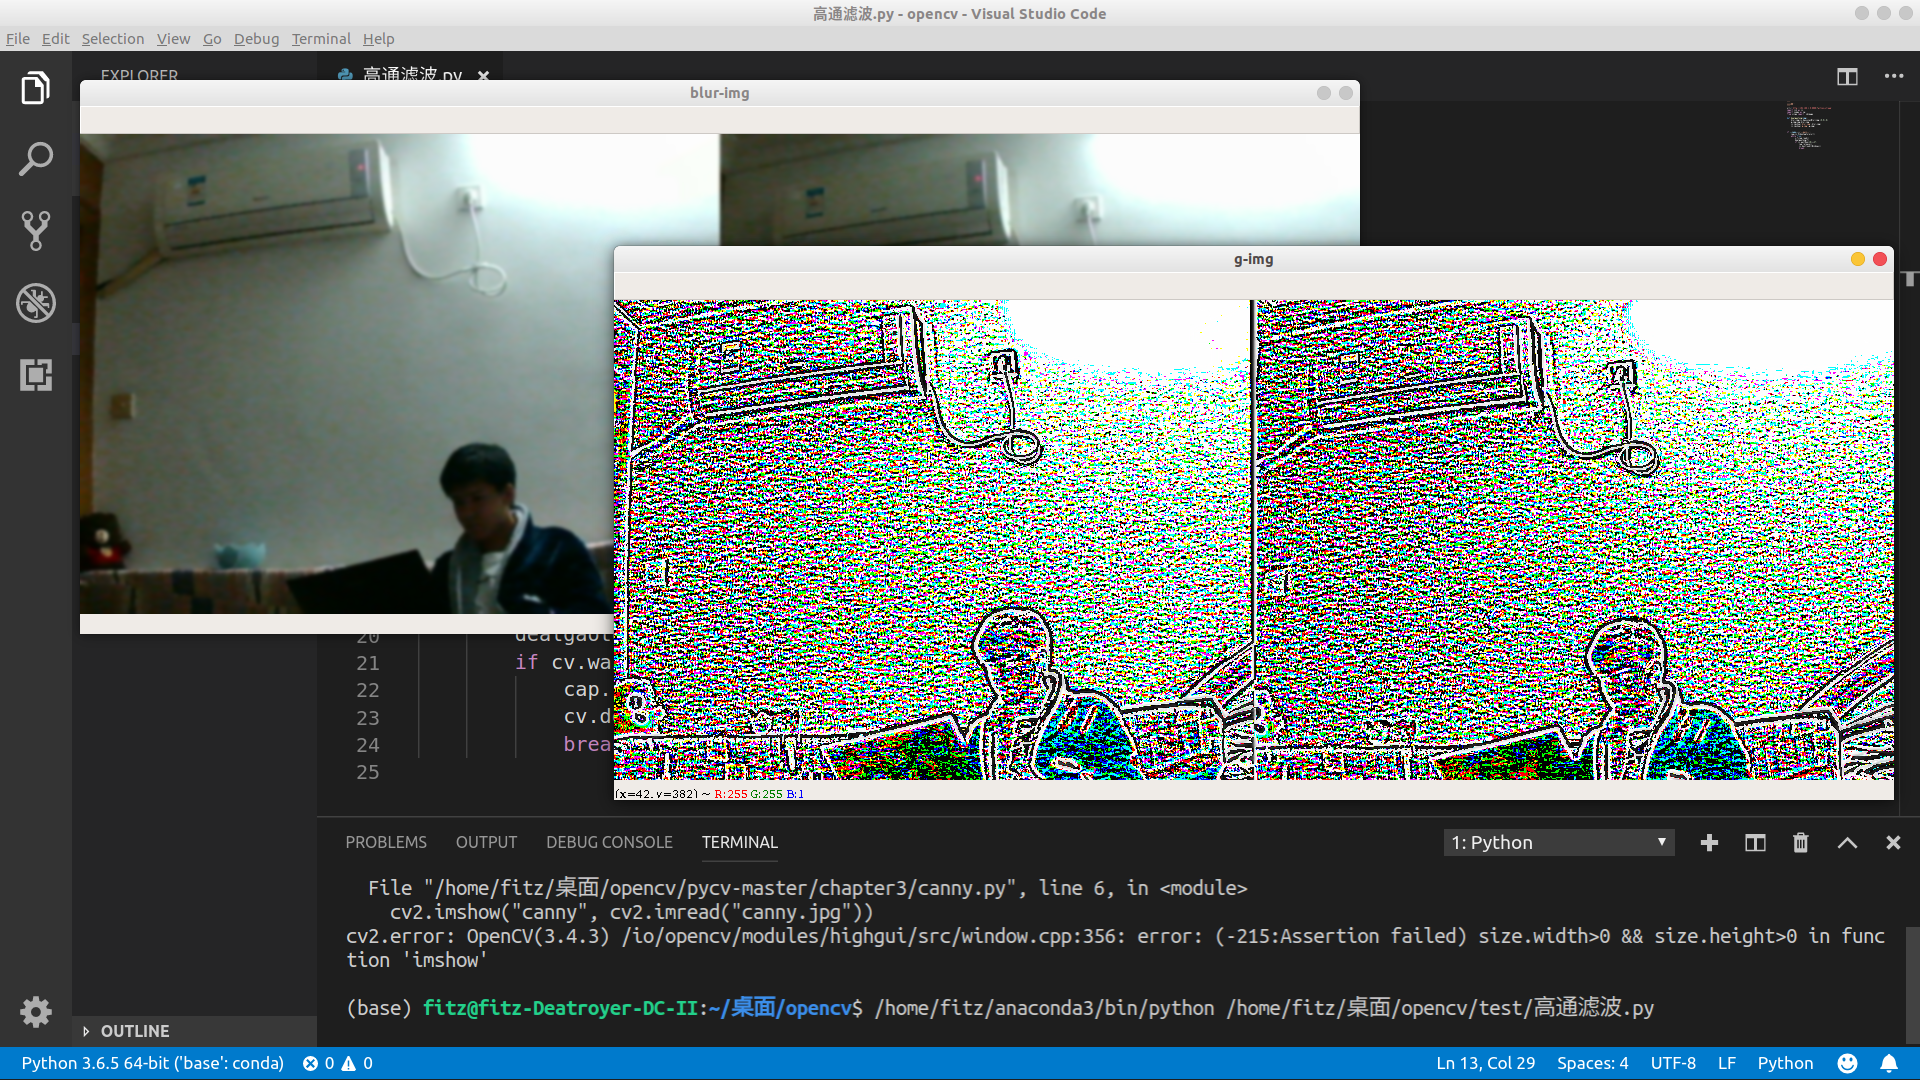 高通滤波.py - opencv - Visual Studio Code
File Edit Selection View Go Debug Terminal Help
EXPLORER
高通滤波.py
blur-img
g-img
20
21 if cv.wa
22 cap.
23 cv.d
24 brea
25
(x=42, y=382) ~ R:255 G:255 B:1
PROBLEMS OUTPUT DEBUG CONSOLE TERMINAL
1: Python
File "/home/fitz/桌面/opencv/pycv-master/chapter3/canny.py", line 6, in <module>
cv2.imshow("canny", cv2.imread("canny.jpg"))
cv2.error: OpenCV(3.4.3) /io/opencv/modules/highgui/src/window.cpp:356: error: (-215:Assertion failed) size.width>0 && size.height>0 in func
tion 'imshow'
(base) fitz@fitz-Deatroyer-DC-II:~/桌面/opencv$ /home/fitz/anaconda3/bin/python /home/fitz/桌面/opencv/test/高通滤波.py
OUTLINE
Python 3.6.5 64-bit ('base': conda) 0 0 Ln 13, Col 29 Spaces: 4 UTF-8 LF Python